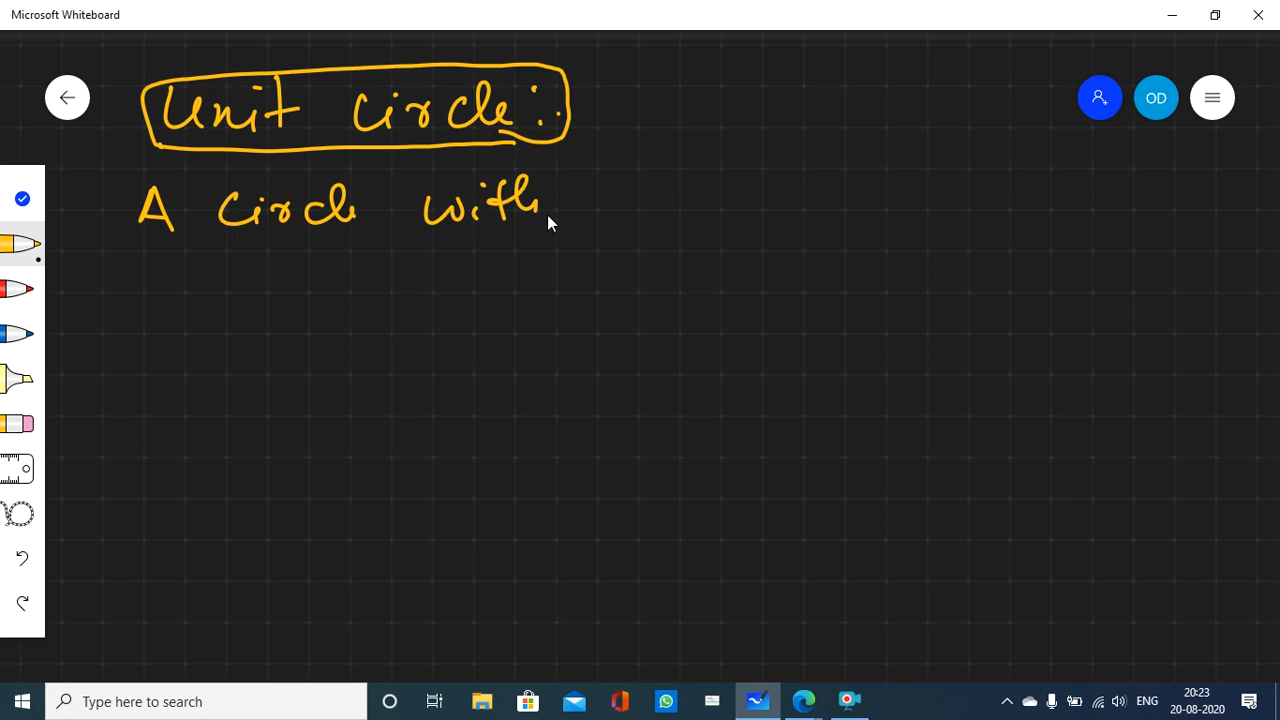 Microsoft Whiteboard
Unit Circle:
OD
A Circle with
Type here to search
ENG
20:23
20-08-2020